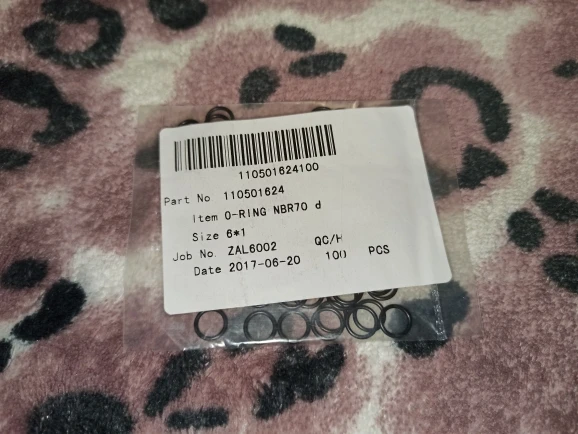 110501624100
Part No 110501624
Item O-RING NBR70 d
Size 6*1
Job No. ZAL6002 QC/H
Date 2017-06-20 100 PCS